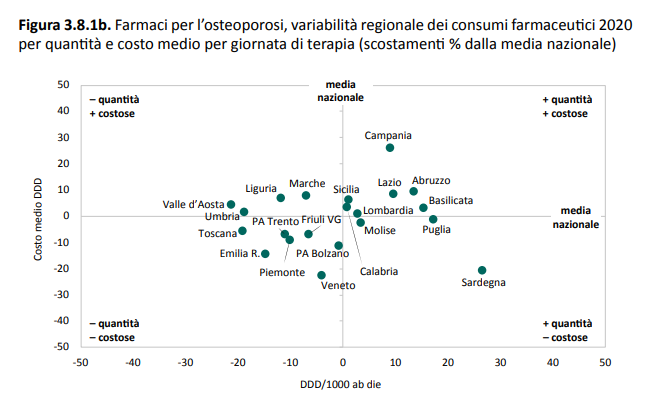 Figura 3.8.1b. Farmaci per l'osteoporosi, variabilità regionale dei consumi farmaceutici 2020
per quantità e costo medio per giornata di terapia (scostamenti % dalla media nazionale)
50
40
30
20
10
0
-10
-20
-30
-40
-50
Costo medio DDD
– quantità
+ costose
media
nazionale
+ quantità
+ costose
Campania
Liguria
Marche
Sicilia
Lazio
Abruzzo
Valle d'Aosta
Umbria
Lombardia
Basilicata
media
nazionale
Toscana
PA Trento
Friuli VG
Molise
Puglia
Emilia R.
Piemonte
PA Bolzano
Calabria
Veneto
Sardegna
– quantità
– costose
+ quantità
– costose
-50
-40
-30
-20
-10
0
10
20
30
40
50
DDD/1000 ab die